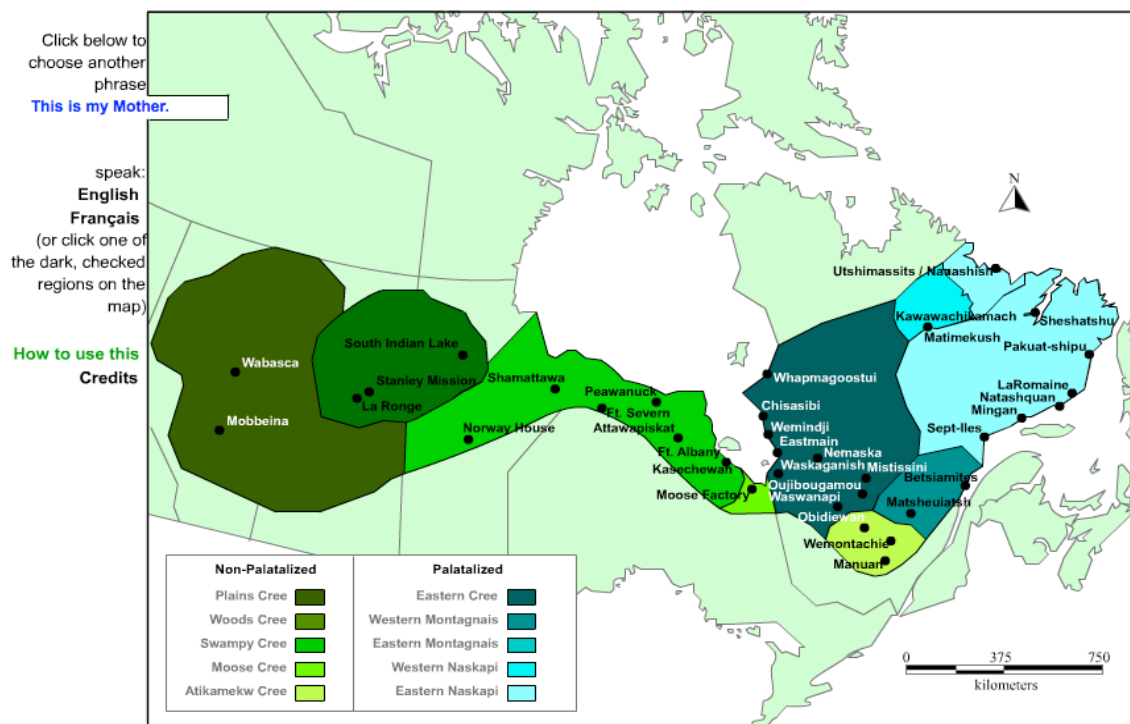 Click below to
choose another
phrase
This is my Mother.
speak:
English
Français
(or click one of
the dark, checked
regions on the
map)
How to use this
Credits
N
Utshimassits / Navashish
Kawawachikamach
Sheshatshu
Matimekush
Pakuat-shipu
South Indian Lake
Wabasca
Stanley Mission
La Ronge
Shamattawa
Peawanuck
Ft. Severn
Whapmagoostui
LaRomaine
Natashquan
Mingan
Mobbeina
Norway House
Attawapiskat
Chisasibi
Wemindji
Sept-Iles
Eastmain
Ft. Albany
Nemaska
Kasechewan
Waskaganish
Mistissini
Betsiamites
Moose Factory
Oujibougamou
Waswanapi
Matsheuiatsh
Obidiewan
Wemontachie
Manuan
Non-Palatalized
Plains Cree
Woods Cree
Swampy Cree
Moose Cree
Atikamekw Cree
Palatalized
Eastern Cree
Western Montagnais
Eastern Montagnais
Western Naskapi
Eastern Naskapi
0 375 750
kilometers